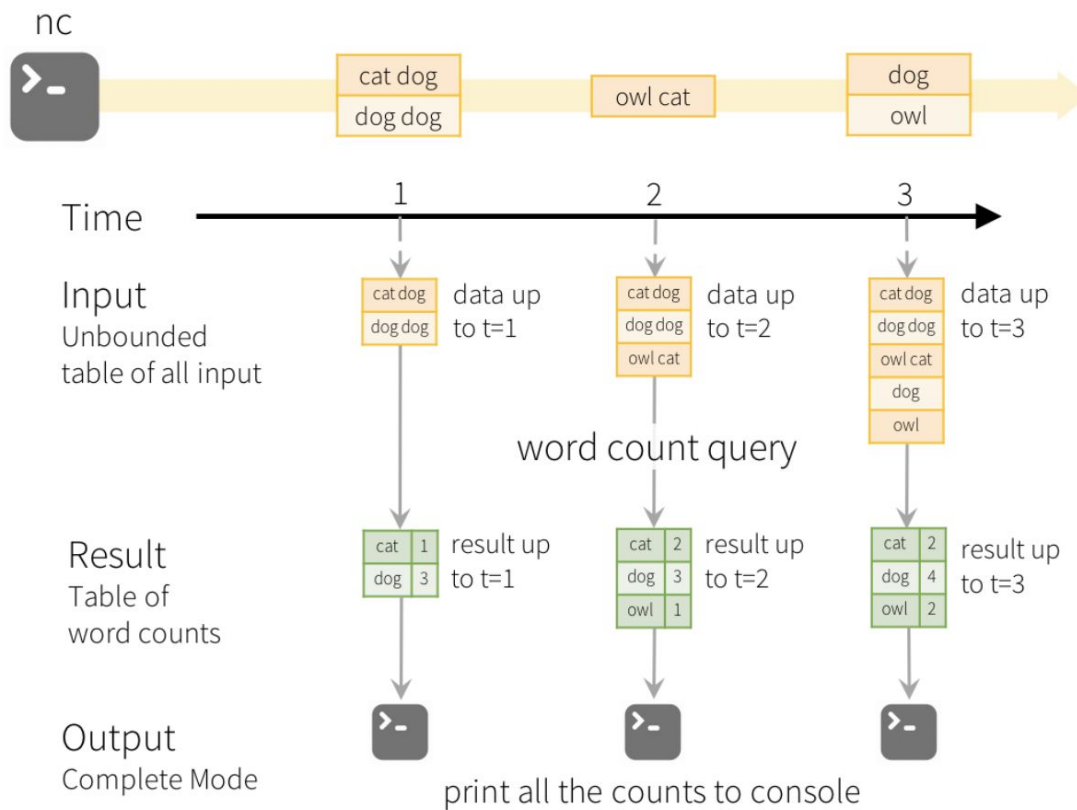 nc
cat dog
dog dog
owl cat
dog
owl
Time
1
2
3
Input
Unbounded
table of all input
cat dog
dog dog
data up
to t=1
cat dog
dog dog
owl cat
data up
to t=2
cat dog
dog dog
owl cat
dog
owl
data up
to t=3
word count query
Result
Table of
word counts
cat 1
dog 3
result up
to t=1
cat 2
dog 3
owl 1
result up
to t=2
cat 2
dog 4
owl 2
result up
to t=3
Output
Complete Mode
print all the counts to console